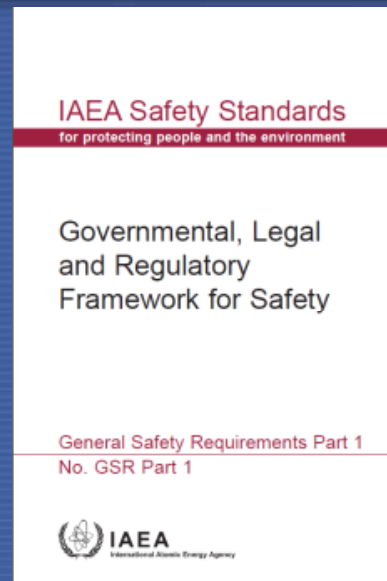 IAEA Safety Standards
for protecting people and the environment
Governmental, Legal
and Regulatory
Framework for Safety
General Safety Requirements Part 1
No. GSR Part 1
IAEA
International Atomic Energy Agency